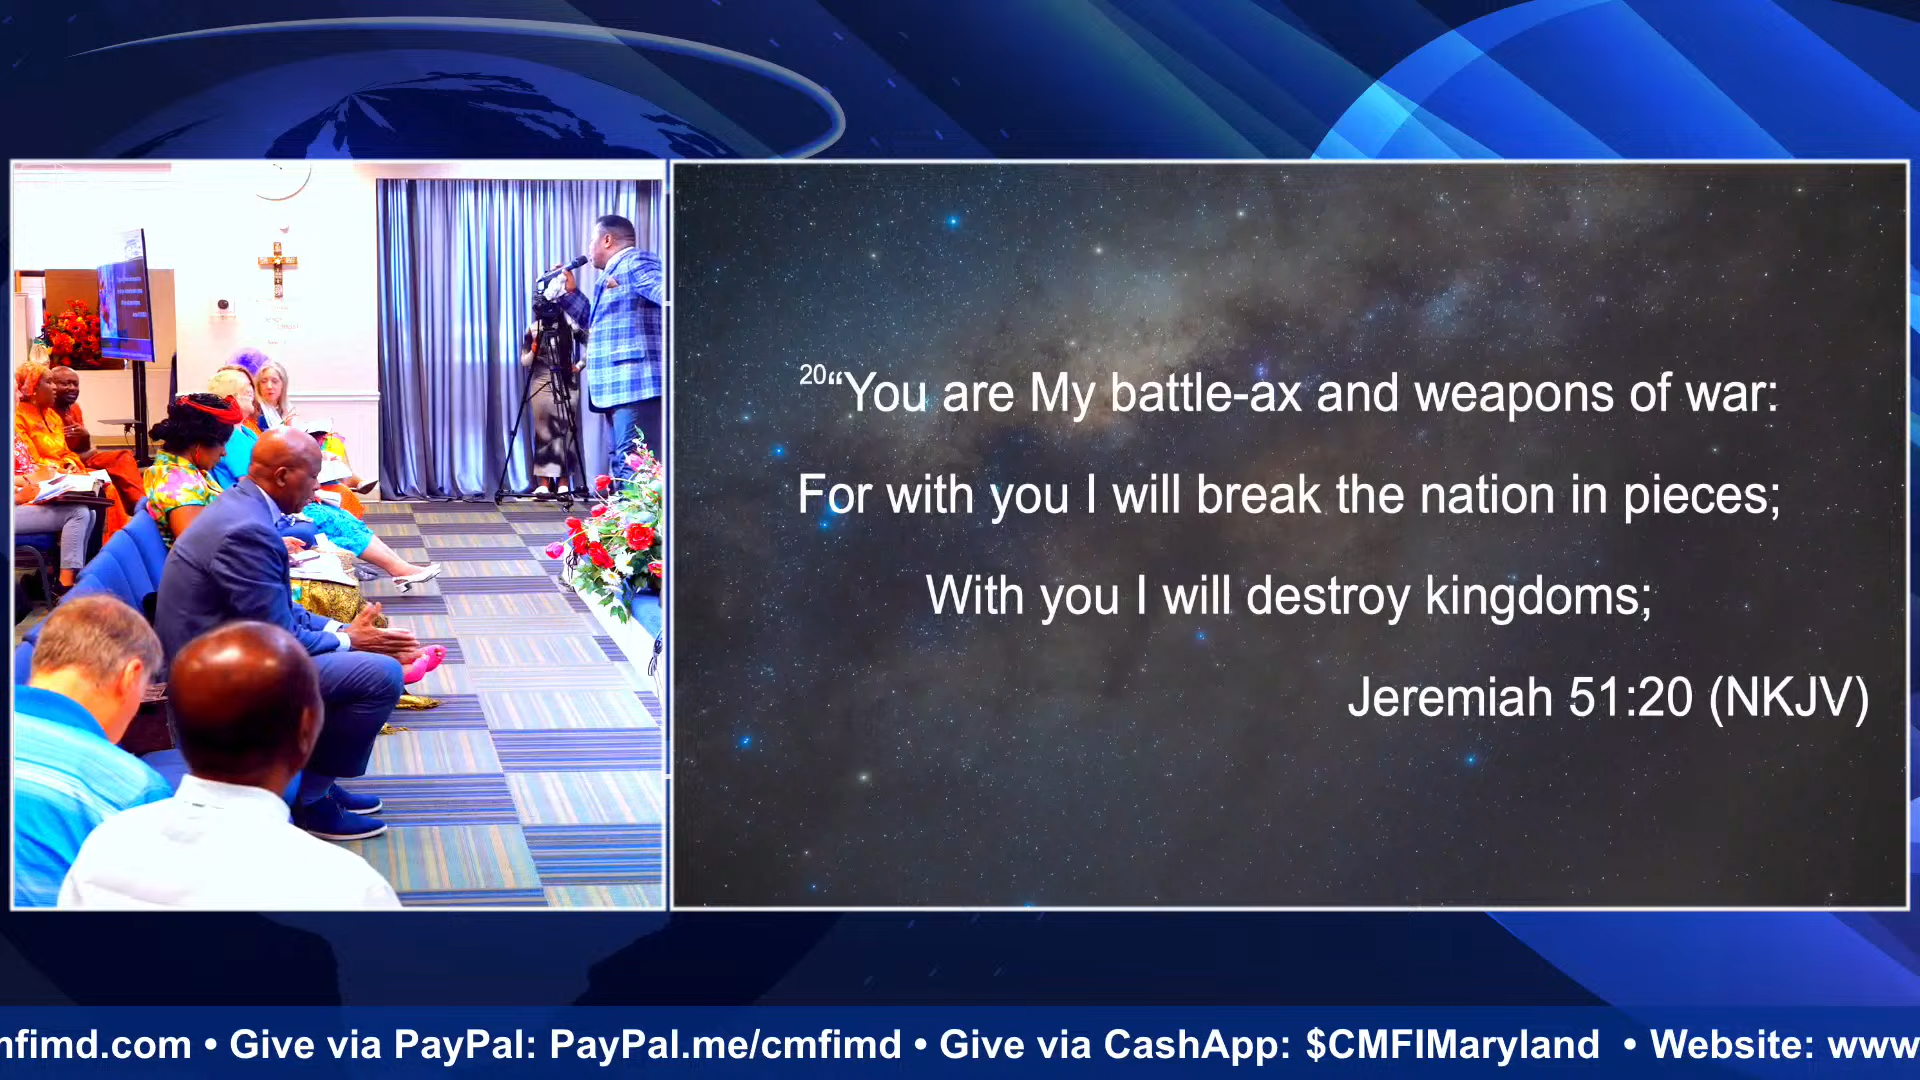 20“You are My battle-ax and weapons of war:
For with you I will break the nation in pieces;
With you I will destroy kingdoms;
Jeremiah 51:20 (NKJV)
mfimd.com • Give via PayPal: PayPal.me/cmfimd • Give via CashApp: $CMFIMaryland • Website: www